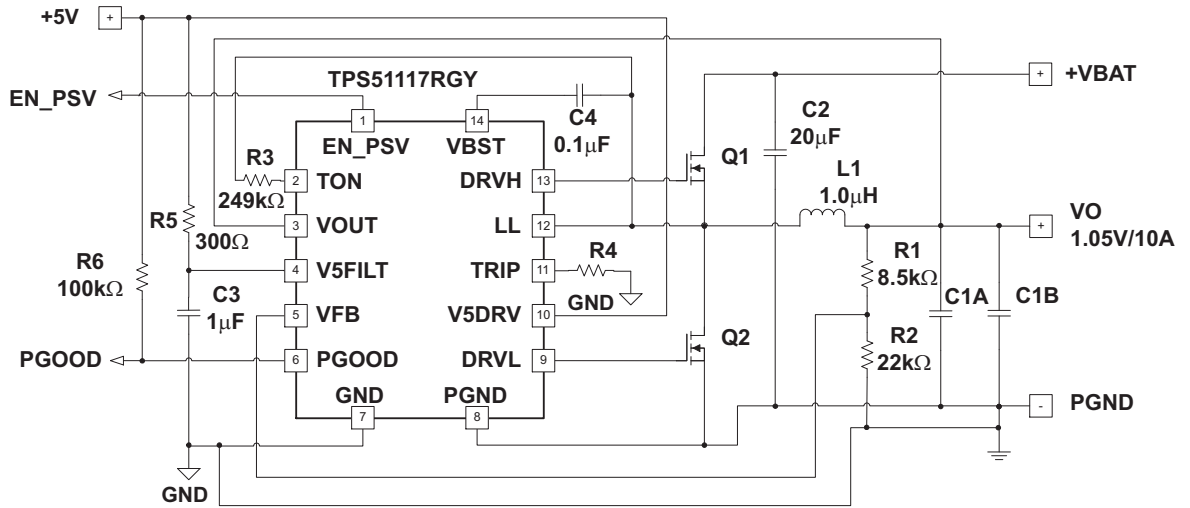 +5V
+
TPS51117RGY
+
+VBAT
EN_PSV
1
14
C4
0.1μF
C2
20μF
EN_PSV
VBST
Q1
R3
249kΩ
2
TON
DRVH
13
L1
1.0μH
R5
300Ω
3
VOUT
LL
12
+
VO
1.05V/10A
R6
100kΩ
4
V5FILT
TRIP
11
R4
GND
R1
8.5kΩ
C1A
C1B
C3
1μF
5
VFB
V5DRV
10
Q2
R2
22kΩ
PGOOD
6
PGOOD
DRVL
9
GND
PGND
7
8
-
PGND
GND